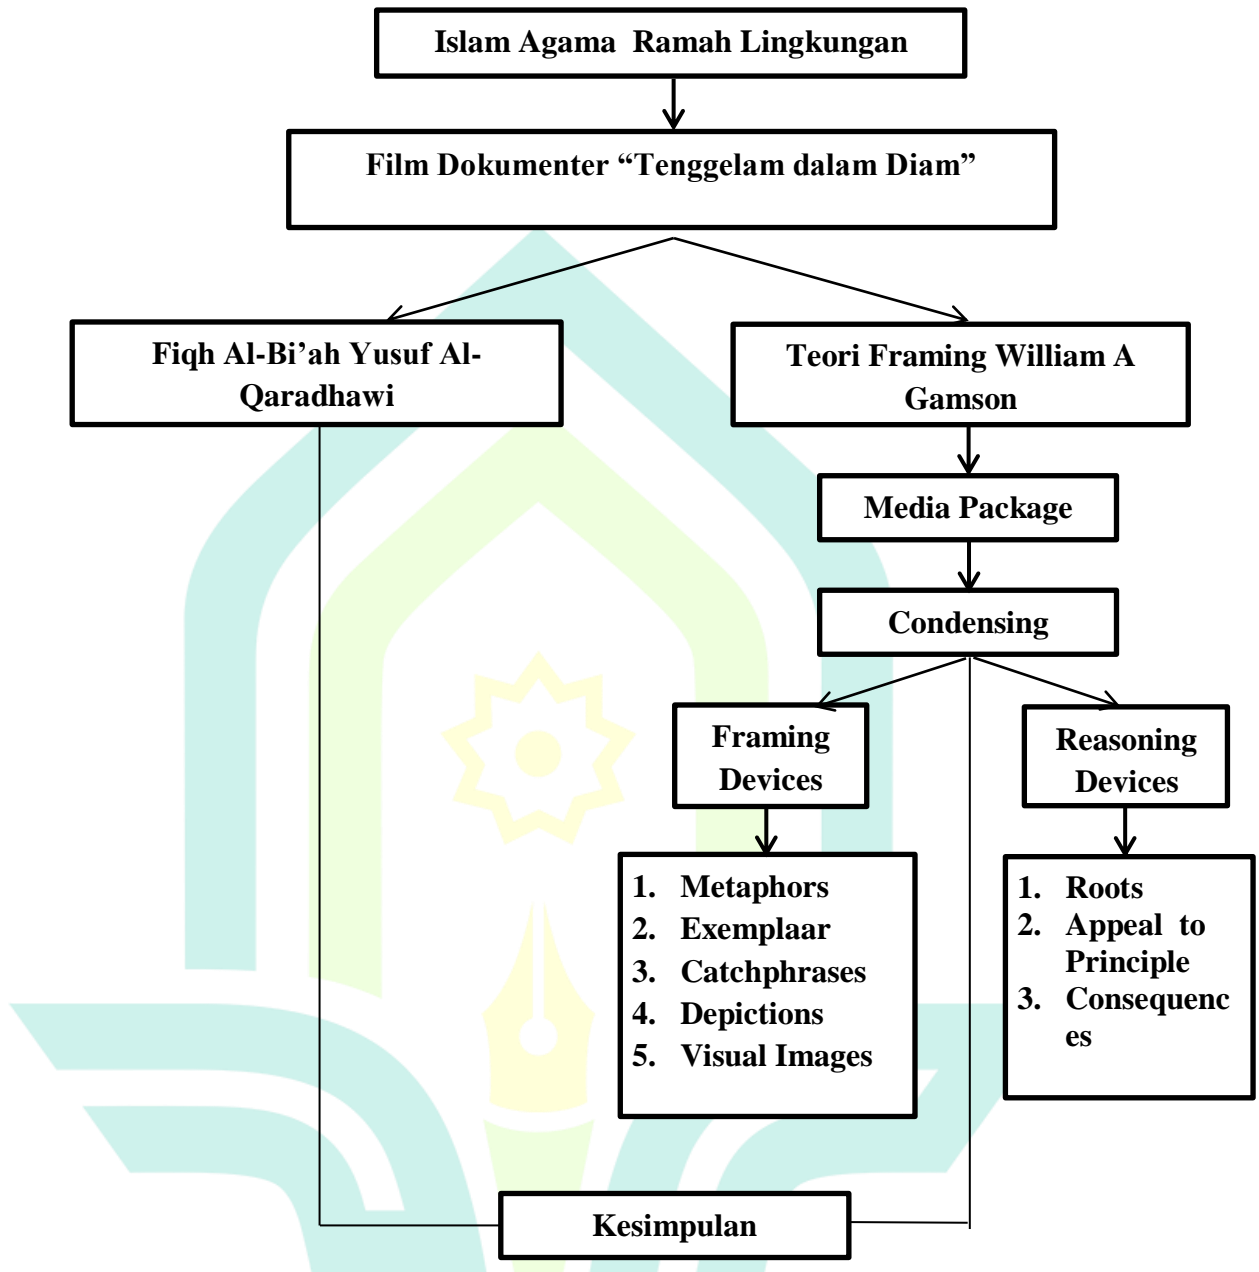 Islam Agama Ramah Lingkungan
Film Dokumenter “Tenggelam dalam Diam”
Fiqh Al-Bi’ah Yusuf Al-
Qaradhawi
Teori Framing William A
Gamson
Media Package
Condensing
Framing
Devices
Reasoning
Devices
1. Metaphors
2. Exemplaar
3. Catchphrases
4. Depictions
5. Visual Images
1. Roots
2. Appeal to
Principle
3. Consequenc
es
Kesimpulan